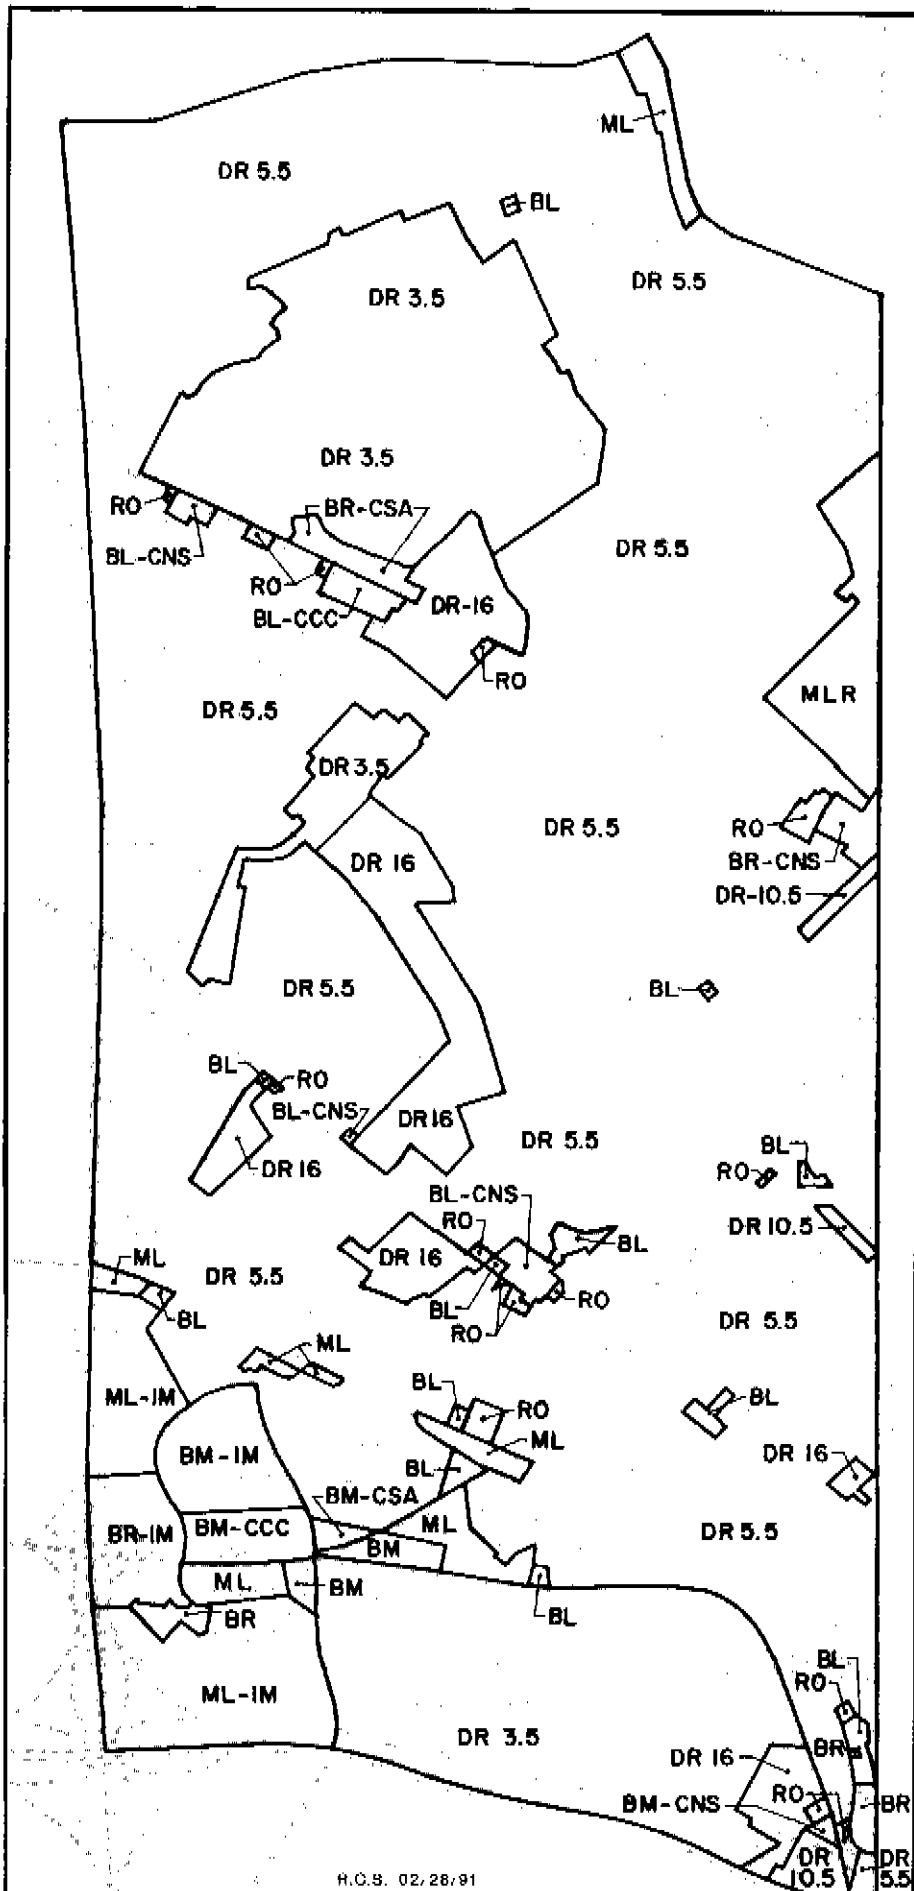 ML
DR 5.5
BL
DR 5.5
DR 3.5
DR 3.5
RO
BR-CSA
BL-CNS
DR 5.5
RO
DR-16
BL-CCC
RO
MLR
DR 5.5
DR 3.5
RO
DR 5.5
DR 16
BR-CNS
DR-10.5
DR 5.5
BL
BL
RO
BL-CNS
DR 16
DR 5.5
DR 16
BL
RO
BL-CNS
RO
DR 10.5
BL
DR 16
ML
DR 5.5
BL
BL
RO
RO
DR 5.5
ML
BL
ML-IM
RO
BL
ML
BM-IM
DR 16
BL
BM-CSA
ML
BR-IM
BM-CCC
DR 5.5
BM
ML
BM
BL
BR
BL
RO
ML-IM
DR 3.5
BR
DR 16
RO
BR
BM-CNS
DR
10.5
DR
5.5
R.C.S. 02/28/91